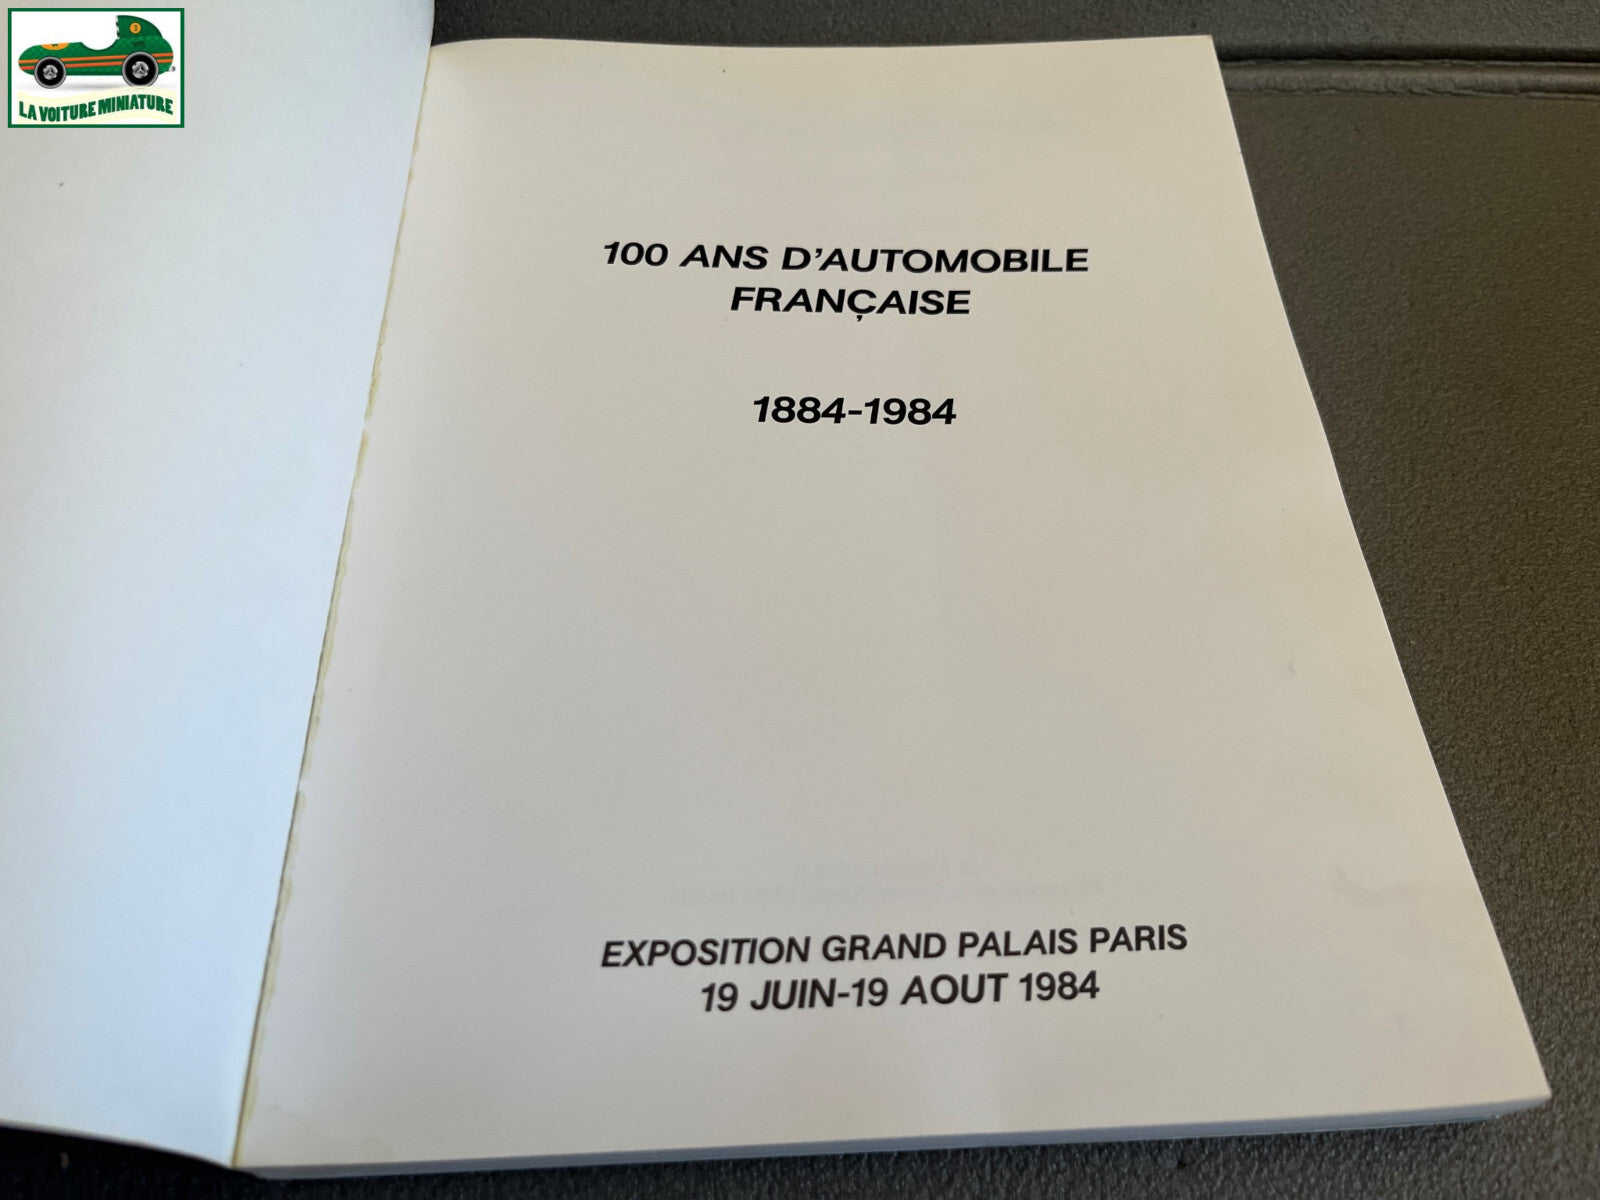 LA VOITURE MINIATURE
100 ANS D'AUTOMOBILE
FRANÇAISE
1884-1984
EXPOSITION GRAND PALAIS PARIS
19 JUIN-19 AOUT 1984